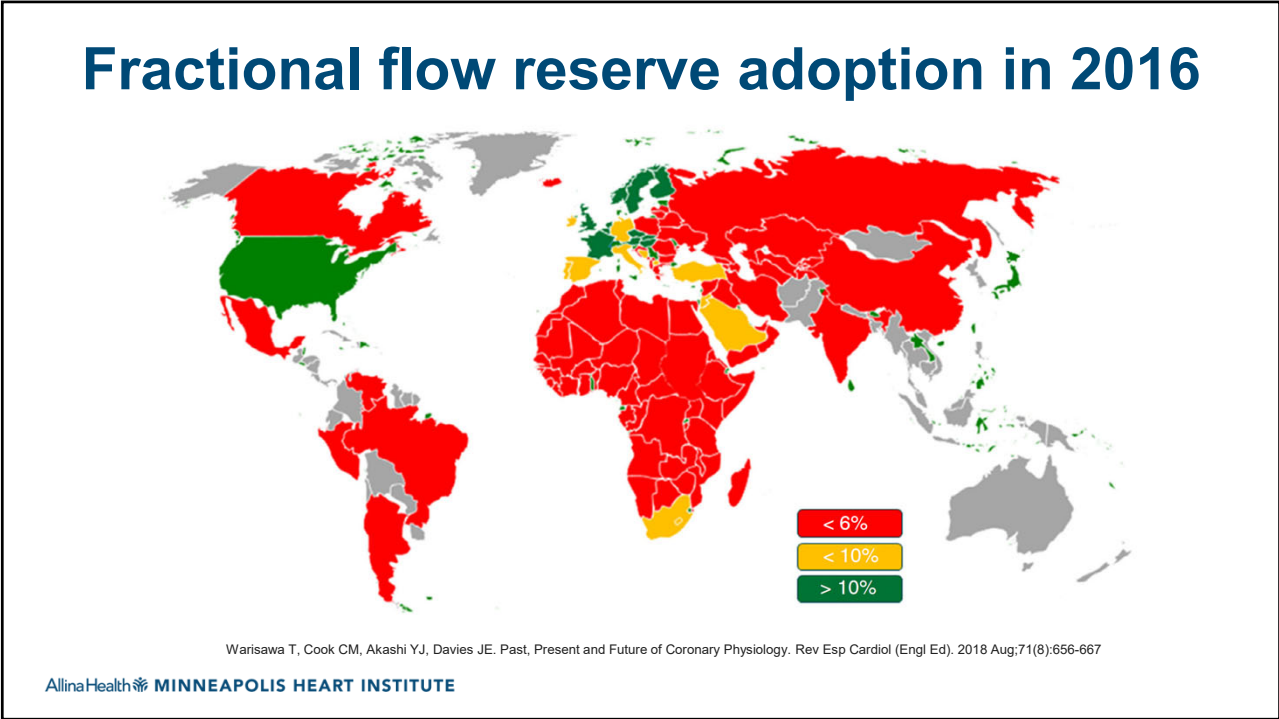 Fractional flow reserve adoption in 2016
< 6%
< 10%
> 10%
Warisawa T, Cook CM, Akashi YJ, Davies JE. Past, Present and Future of Coronary Physiology. Rev Esp Cardiol (Engl Ed). 2018 Aug;71(8):656-667
AllinaHealth MINNEAPOLIS HEART INSTITUTE